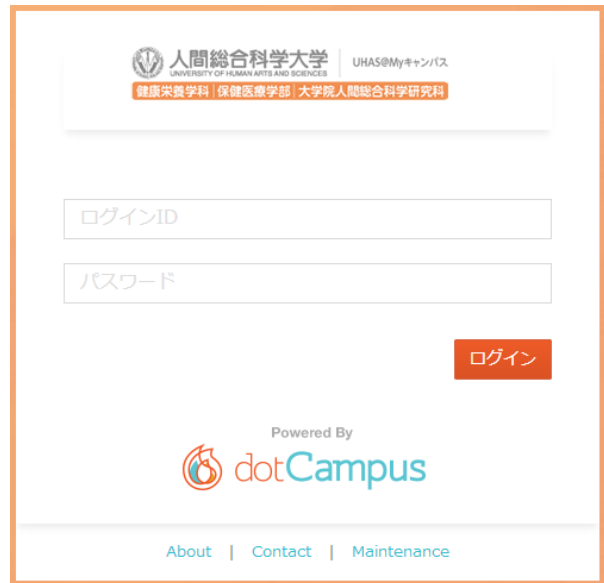 人間総合科学大学
UNIVERSITY OF HUMAN ARTS AND SCIENCES
UHAS@Myキャンパス
健康栄養学科 | 保健医療学部 | 大学院人間総合科学研究科
ログインID
パスワード
ログイン
Powered By
dotCampus
About | Contact | Maintenance